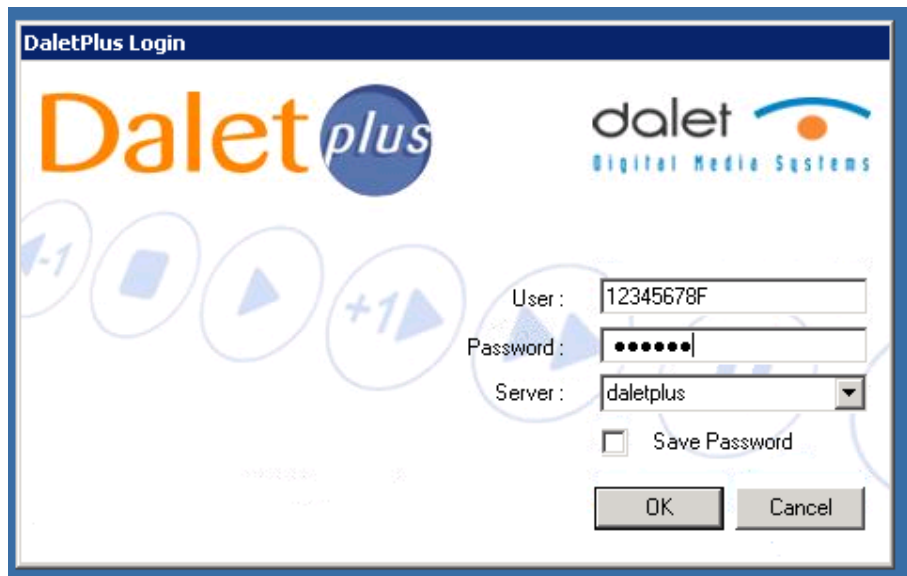 DaletPlus Login
Dalet plus
dalet
Digital Media Systems
-1
+1
User : 12345678F
Password : ●●●●●●
Server : daletplus
Save Password
OK Cancel